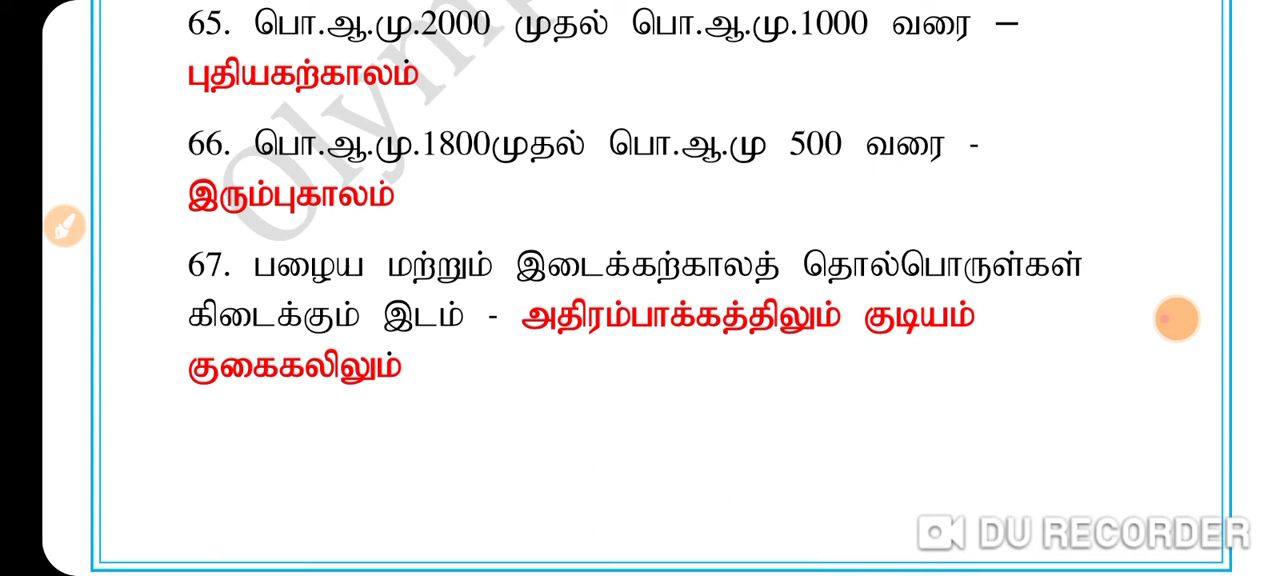 65. பொ.ஆ.மு.2000 முதல் பொ.ஆ.மு.1000 வரை –
புதியகற்காலம்
66. பொ.ஆ.மு.1800முதல் பொ.ஆ.மு 500 வரை -
இரும்புகாலம்
67. பழைய மற்றும் இடைக்கற்காலத் தொல்பொருள்கள்
கிடைக்கும் இடம் - அதிரம்பாக்கத்திலும் குடியம்
குகைகலிலும்
DU RECORDER